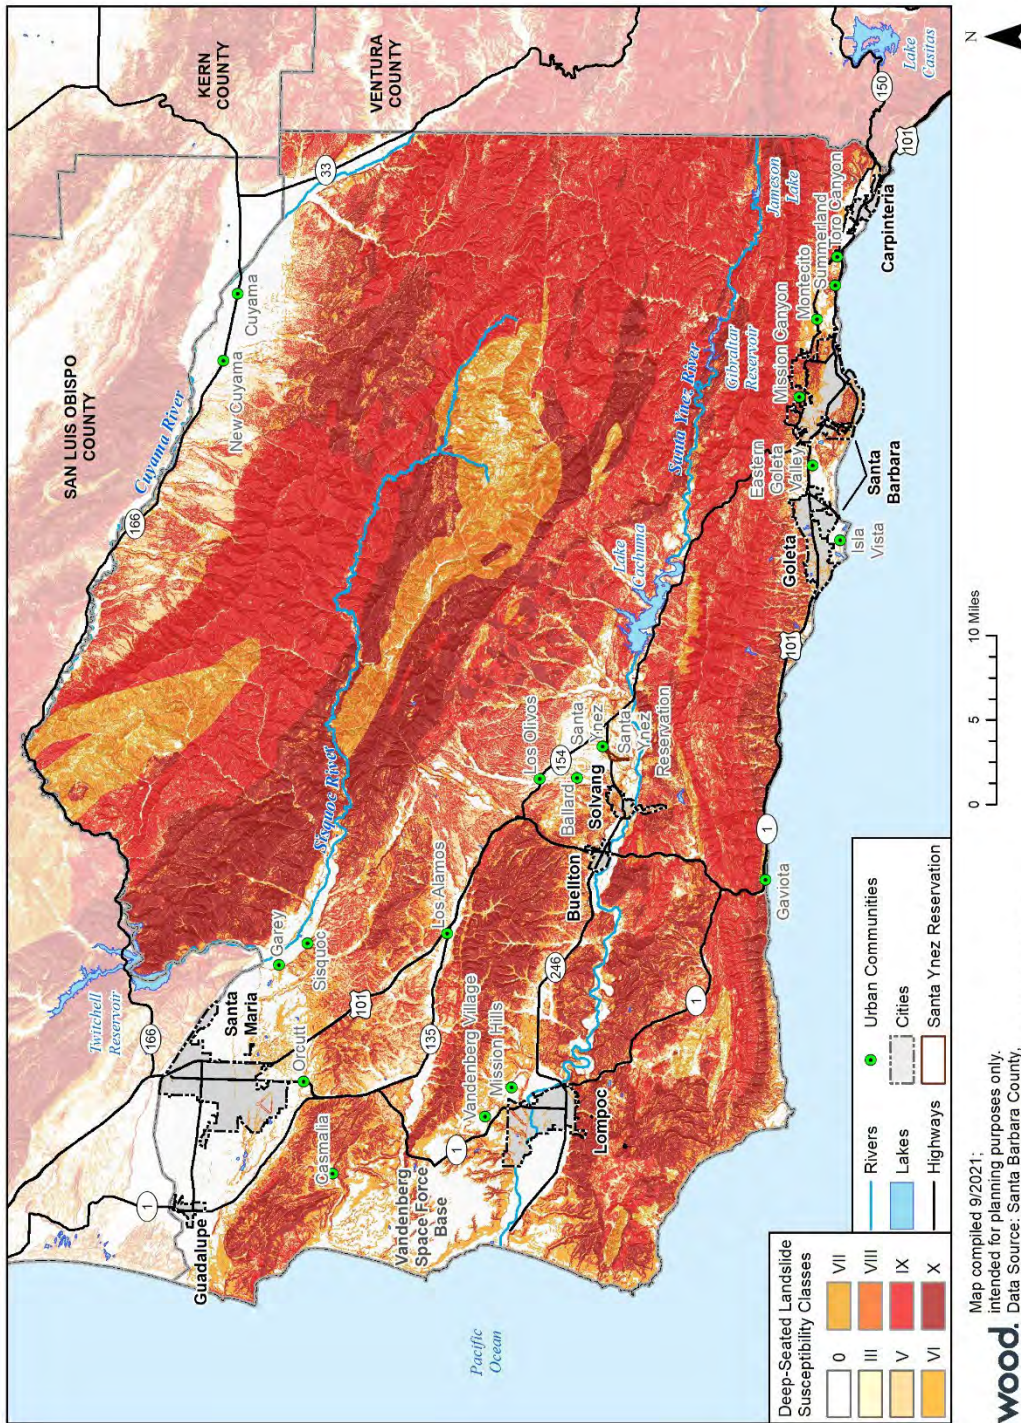 SAN LUIS OBISPO
COUNTY
KERN
COUNTY
VENTURA
COUNTY
Twitchell
Reservoir
166
166
33
Cuyama River
New Cuyama
Cuyama
1
Guadalupe
Santa
Maria
Orcutt
Garey
Sisquoc
Sisquoc River
101
135
Casmalia
Los Alamos
Vandenberg
Space Force
Base
1
Vandenberg Village
Mission Hills
Lompoc
246
1
Buellton
Solvang
Ballard
Los Olivos
154
Santa
Ynez
Santa
Ynez
Reservation
Lake
Cachuma
Santa Ynez River
Gibraltar
Reservoir
Jameson
Lake
Gaviota
1
101
Goleta
Isla
Vista
Eastern
Goleta
Valley
Santa
Barbara
Mission Canyon
Montecito
Summerland
Toro Canyon
Carpinteria
101
150
Lake
Casitas
Pacific
Ocean
N
0 5 10 Miles
Deep-Seated Landslide
Susceptibility Classes
0 VII
III VIII
V IX
VI X
Rivers
Lakes
Highways
Urban Communities
Cities
Santa Ynez Reservation
wood.
Map compiled 9/2021;
intended for planning purposes only.
Data Source: Santa Barbara County,